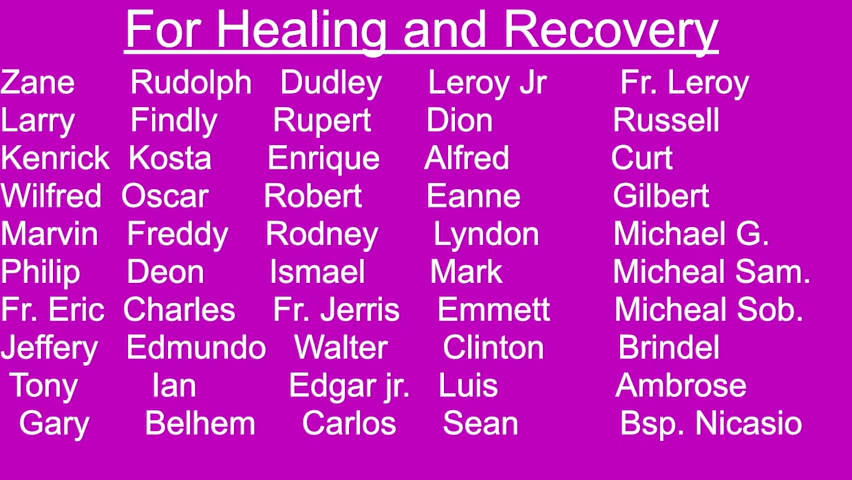 For Healing and Recovery
Zane Rudolph Dudley Leroy Jr Fr. Leroy
Larry Findly Rupert Dion Russell
Kenrick Kosta Enrique Alfred Curt
Wilfred Oscar Robert Eanne Gilbert
Marvin Freddy Rodney Lyndon Michael G.
Philip Deon Ismael Mark Micheal Sam.
Fr. Eric Charles Fr. Jerris Emmett Micheal Sob.
Jeffery Edmundo Walter Clinton Brindel
Tony Ian Edgar jr. Luis Ambrose
Gary Belhem Carlos Sean Bsp. Nicasio